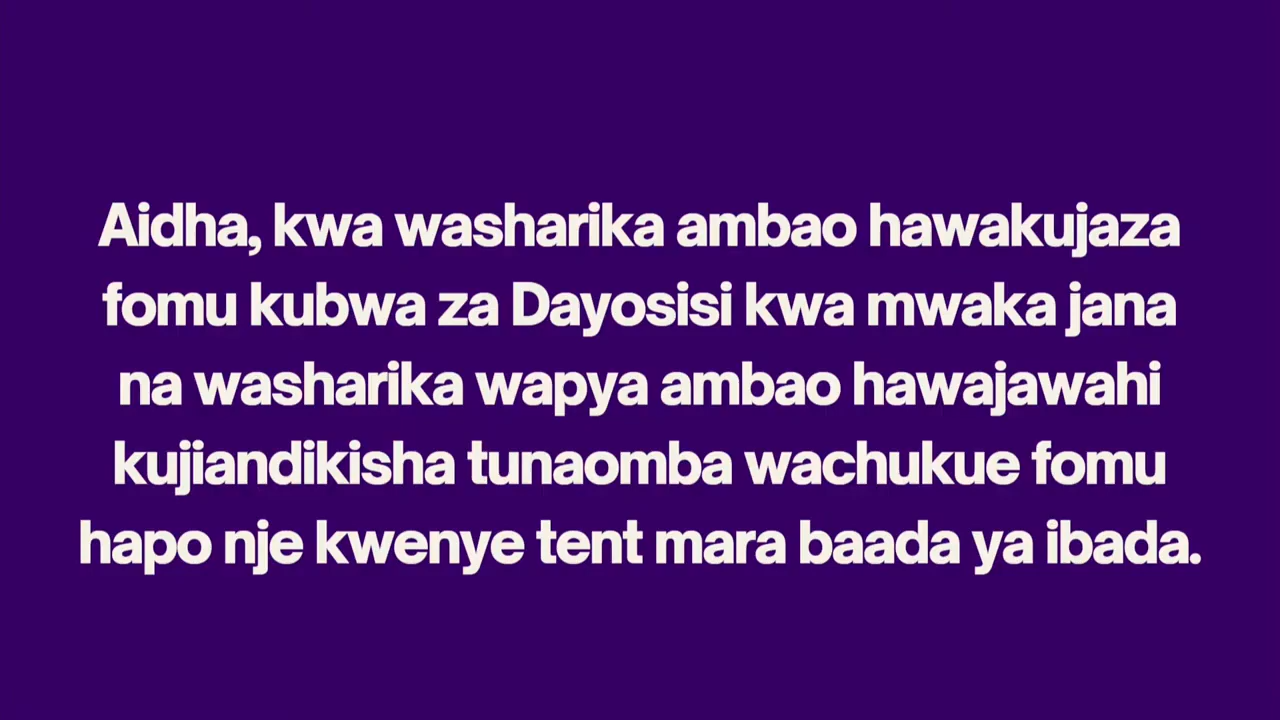 Aidha, kwa washarika ambao hawakujaza
fomu kubwa za Dayosisi kwa mwaka jana
na washarika wapya ambao hawajawahi
kujiandikisha tunaomba wachukue fomu
hapo nje kwenye tent mara baada ya ibada.